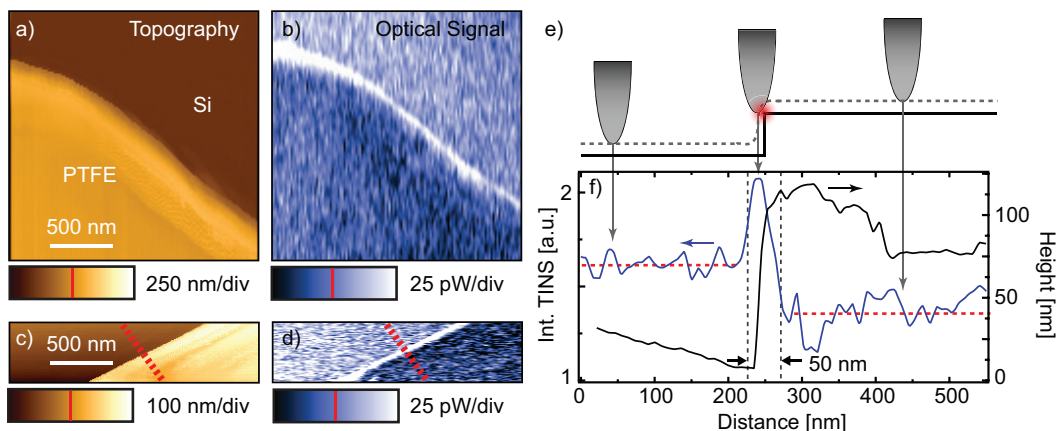 a) Topography
Si
PTFE
500 nm
250 nm/div
b) Optical Signal
25 pW/div
c)
500 nm
100 nm/div
d)
25 pW/div
e)
f)
2
1
Int. TINS [a.u.]
100
50
0
Height [nm]
50 nm
0 100 200 300 400 500
Distance [nm]